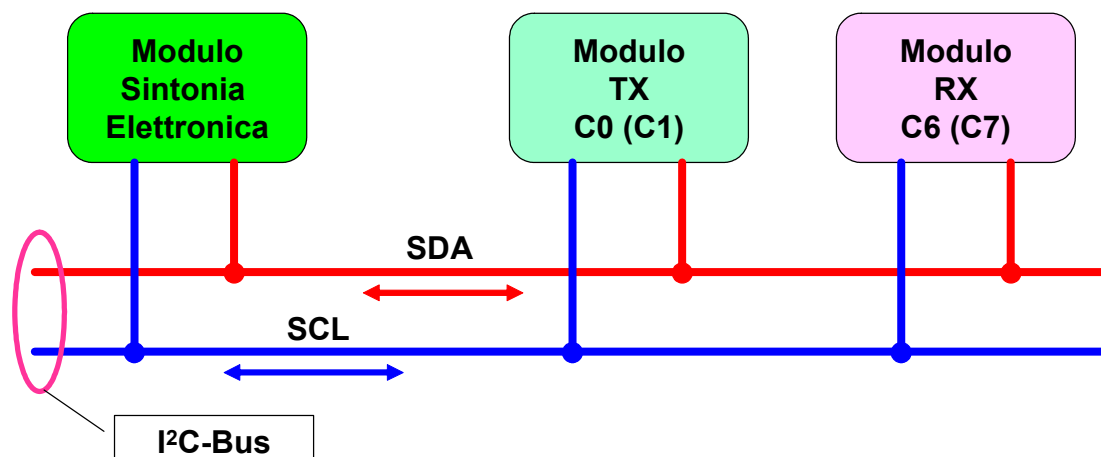 Modulo
Sintonia
Elettronica
Modulo
TX
C0 (C1)
Modulo
RX
C6 (C7)
SDA
SCL
I²C-Bus